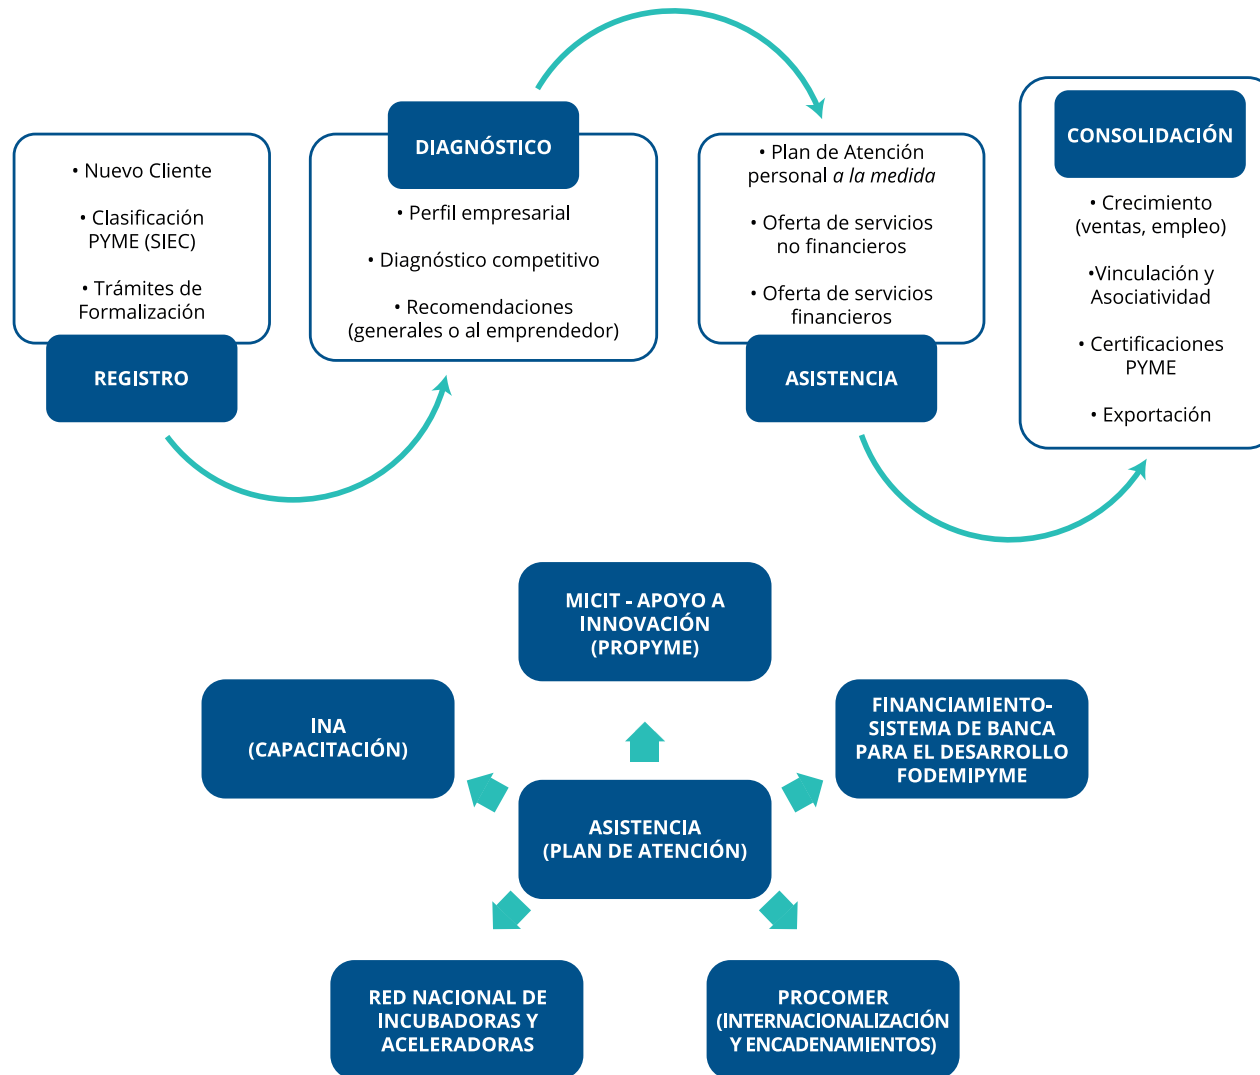 • Nuevo Cliente
• Clasificación
PYME (SIEC)
• Trámites de
Formalización
REGISTRO
DIAGNÓSTICO
• Perfil empresarial
• Diagnóstico competitivo
• Recomendaciones
(generales o al emprendedor)
• Plan de Atención
personal a la medida
• Oferta de servicios
no financieros
• Oferta de servicios
financieros
ASISTENCIA
CONSOLIDACIÓN
• Crecimiento
(ventas, empleo)
•Vinculación y
Asociatividad
• Certificaciones
PYME
• Exportación
MICIT - APOYO A
INNOVACIÓN
(PROPYME)
INA
(CAPACITACIÓN)
FINANCIAMIENTO-
SISTEMA DE BANCA
PARA EL DESARROLLO
FODEMIPYME
ASISTENCIA
(PLAN DE ATENCIÓN)
RED NACIONAL DE
INCUBADORAS Y
ACELERADORAS
PROCOMER
(INTERNACIONALIZACIÓN
Y ENCADENAMIENTOS)